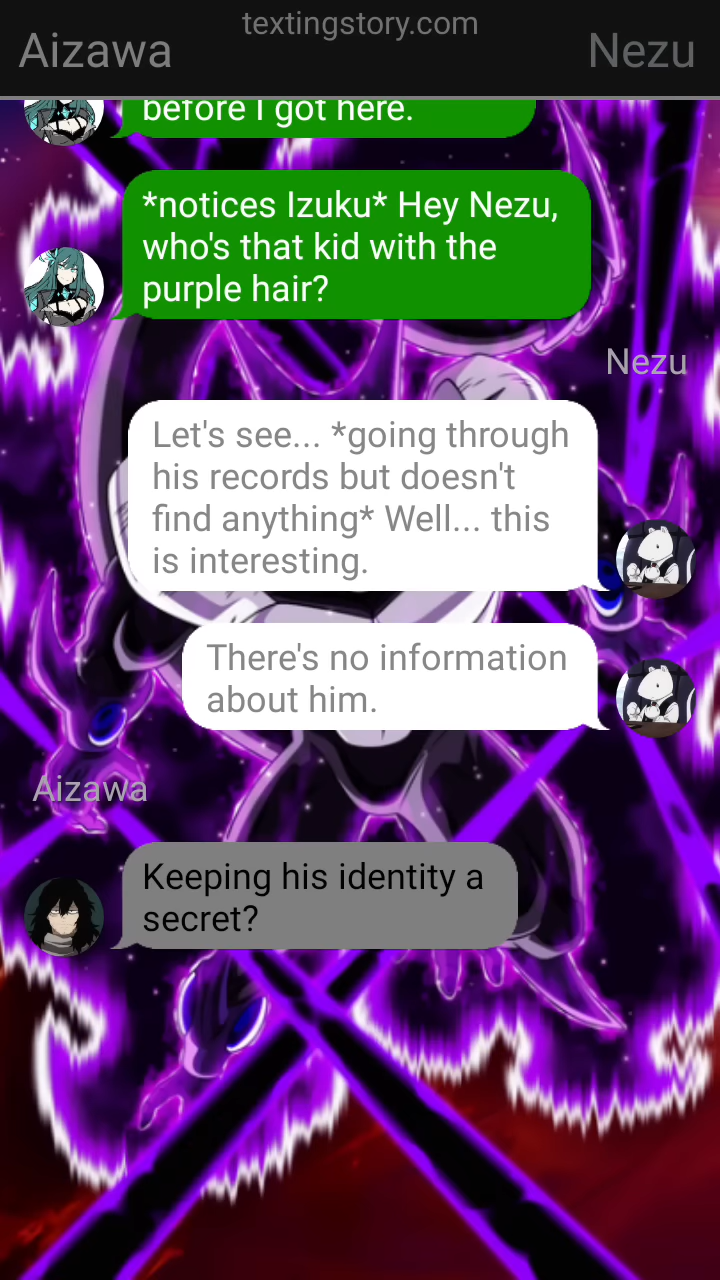 textingstory.com
Aizawa
Nezu
before I got here.
*notices Izuku* Hey Nezu,
who's that kid with the
purple hair?
Nezu
Let's see... *going through
his records but doesn't
find anything* Well... this
is interesting.
There's no information
about him.
Aizawa
Keeping his identity a
secret?